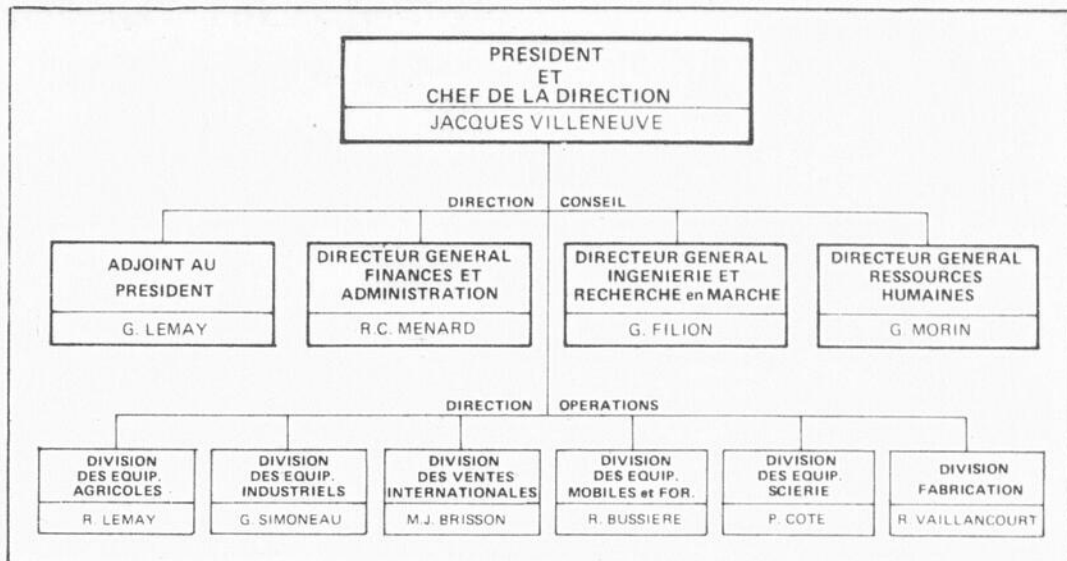 PRESIDENT
ET
CHEF DE LA DIRECTION
JACQUES VILLENEUVE
DIRECTION CONSEIL
ADJOINT AU
PRESIDENT
G. LEMAY
DIRECTEUR GENERAL
FINANCES ET
ADMINISTRATION
R.C. MENARD
DIRECTEUR GENERAL
INGENIERIE ET
RECHERCHE en MARCHE
G. FILION
DIRECTEUR GENERAL
RESSOURCES
HUMAINES
G. MORIN
DIRECTION OPERATIONS
DIVISION
DES EQUIP.
AGRICOLES
R. LEMAY
DIVISION
DES EQUIP.
INDUSTRIELS
G. SIMONEAU
DIVISION
DES VENTES
INTERNATIONALES
M.J. BRISSON
DIVISION
DES EQUIP.
MOBILES et FOR.
R. BUSSIERE
DIVISION
DES EQUIP.
SCIERIE
P. COTE
DIVISION
FABRICATION
R. VAILLANCOURT